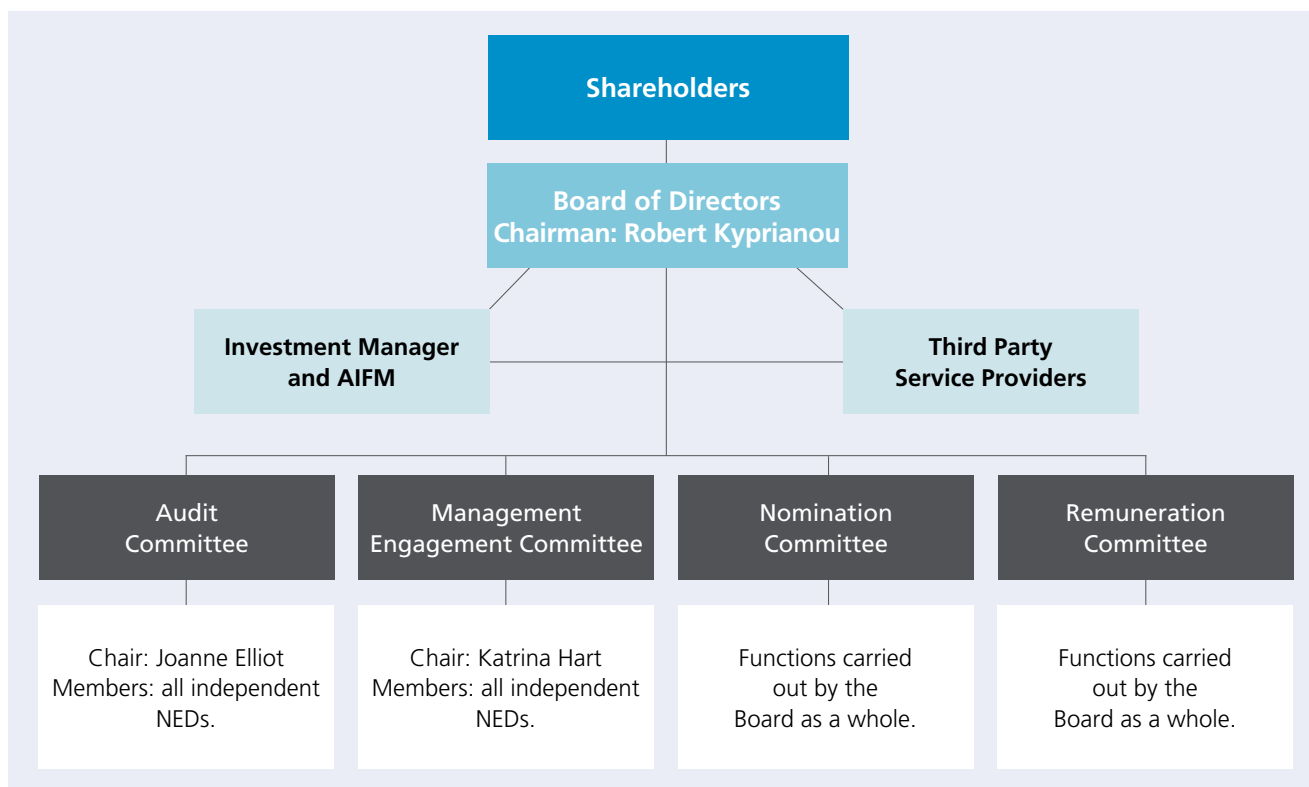 Shareholders
Board of Directors
Chairman: Robert Kyprianou
Investment Manager
and AIFM
Third Party
Service Providers
Audit
Committee
Management
Engagement Committee
Nomination
Committee
Remuneration
Committee
Chair: Joanne Elliot
Members: all independent
NEDs.
Chair: Katrina Hart
Members: all independent
NEDs.
Functions carried
out by the
Board as a whole.
Functions carried
out by the
Board as a whole.